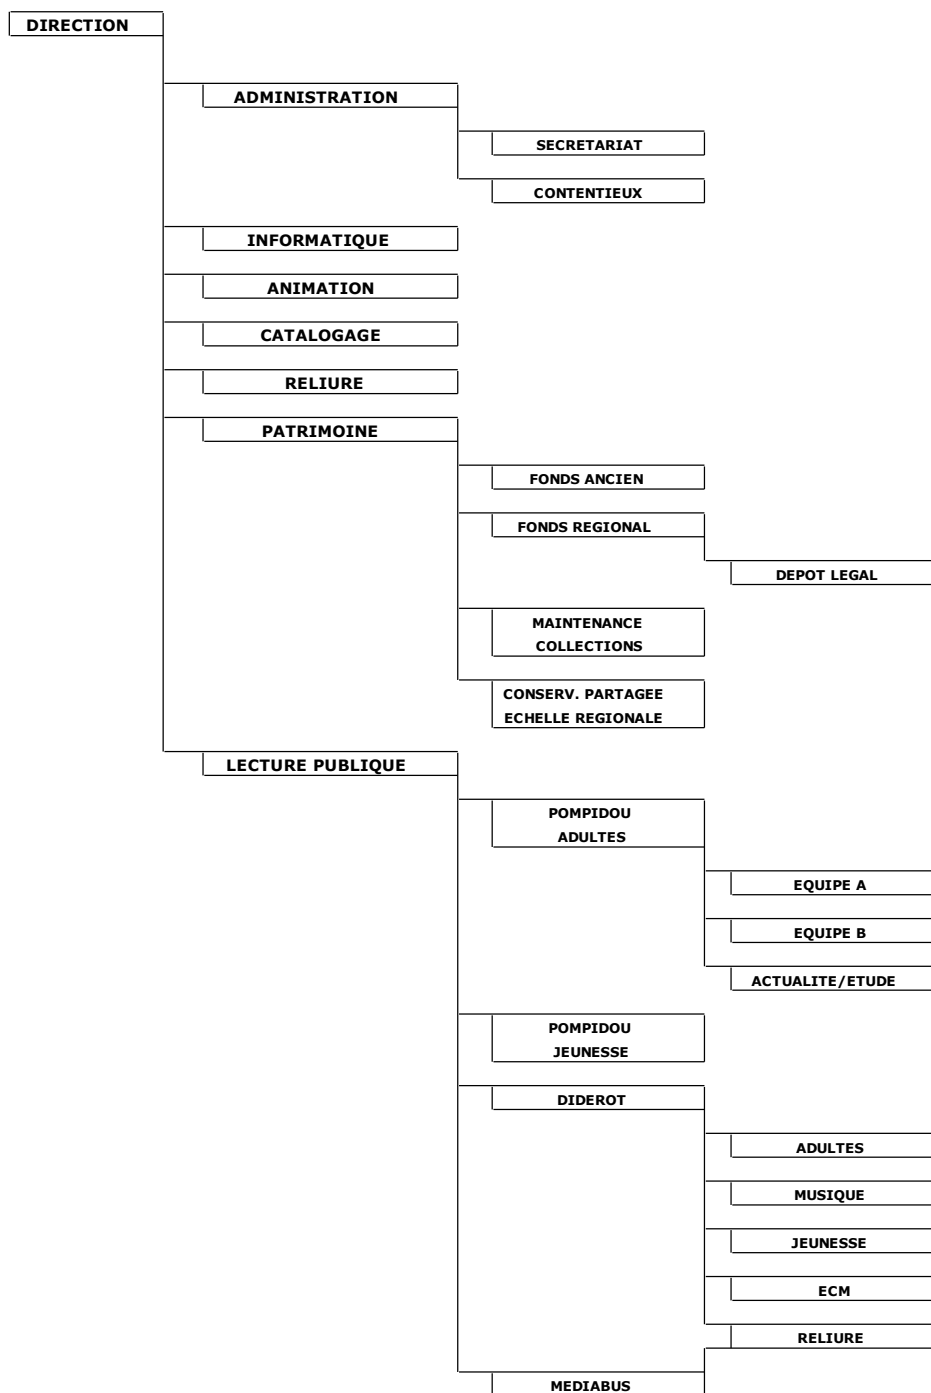 DIRECTION
ADMINISTRATION
SECRETARIAT
CONTENTIEUX
INFORMATIQUE
ANIMATION
CATALOGAGE
RELIURE
PATRIMOINE
FONDS ANCIEN
FONDS REGIONAL
DEPOT LEGAL
MAINTENANCE
COLLECTIONS
CONSERV. PARTAGEE
ECHELLE REGIONALE
LECTURE PUBLIQUE
POMPIDOU
ADULTES
EQUIPE A
EQUIPE B
ACTUALITE/ETUDE
POMPIDOU
JEUNESSE
DIDEROT
ADULTES
MUSIQUE
JEUNESSE
ECM
RELIURE
MEDIABUS